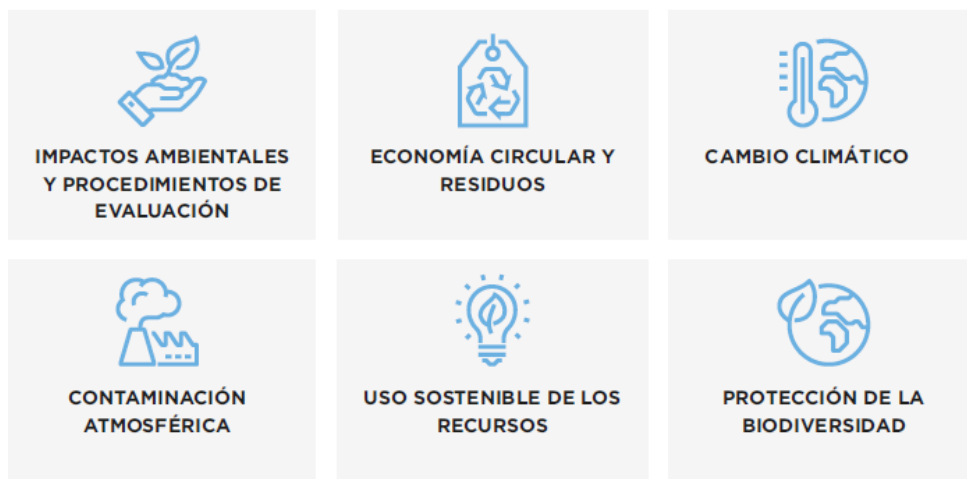 IMPACTOS AMBIENTALES
Y PROCEDIMIENTOS DE
EVALUACIÓN
ECONOMÍA CIRCULAR Y
RESIDUOS
CAMBIO CLIMÁTICO
CONTAMINACIÓN
ATMOSFÉRICA
USO SOSTENIBLE DE LOS
RECURSOS
PROTECCIÓN DE LA
BIODIVERSIDAD